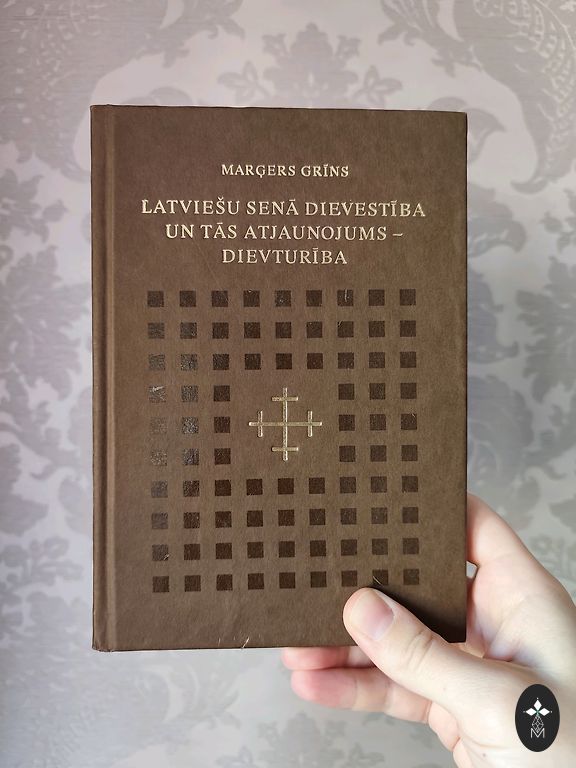 MARĢERS GRĪNS
LATVIEŠU SENĀ DIEVESTĪBA
UN TĀS ATJAUNOJUMS –
DIEVTURĪBA
M